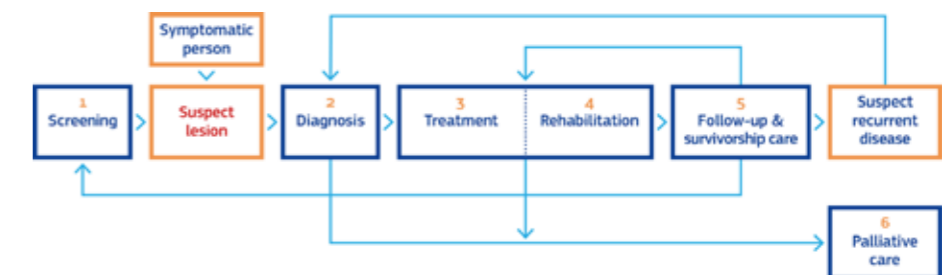 Symptomatic
person
1
Screening
Suspect
lesion
2
Diagnosis
3
Treatment
4
Rehabilitation
5
Follow-up &
survivorship care
Suspect
recurrent
disease
6
Palliative
care